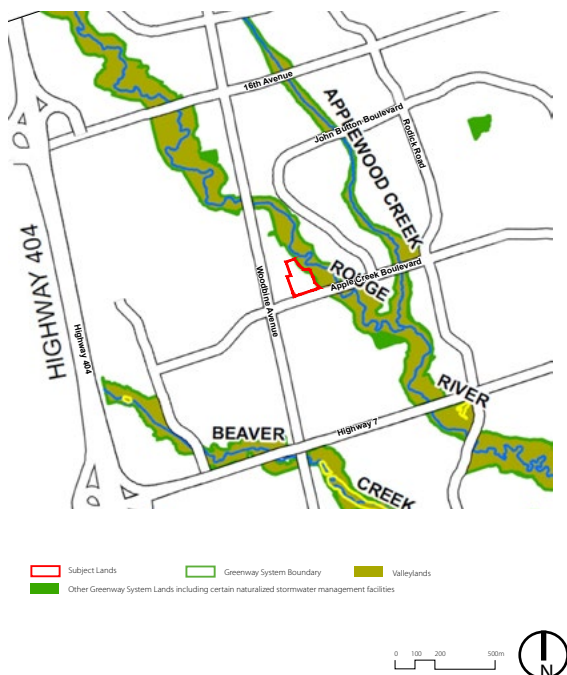 16th Avenue
APPLEWOOD CREEK
John Button Boulevard
Rodick Road
HIGHWAY 404
Highway 404
Woodbine Avenue
ROUGE
Apple Creek Boulevard
RIVER
BEAVER
Highway 7
CREEK
Subject Lands
Greenway System Boundary
Valleylands
Other Greenway System Lands including certain naturalized stormwater management facilities
0 100 200 500m
N